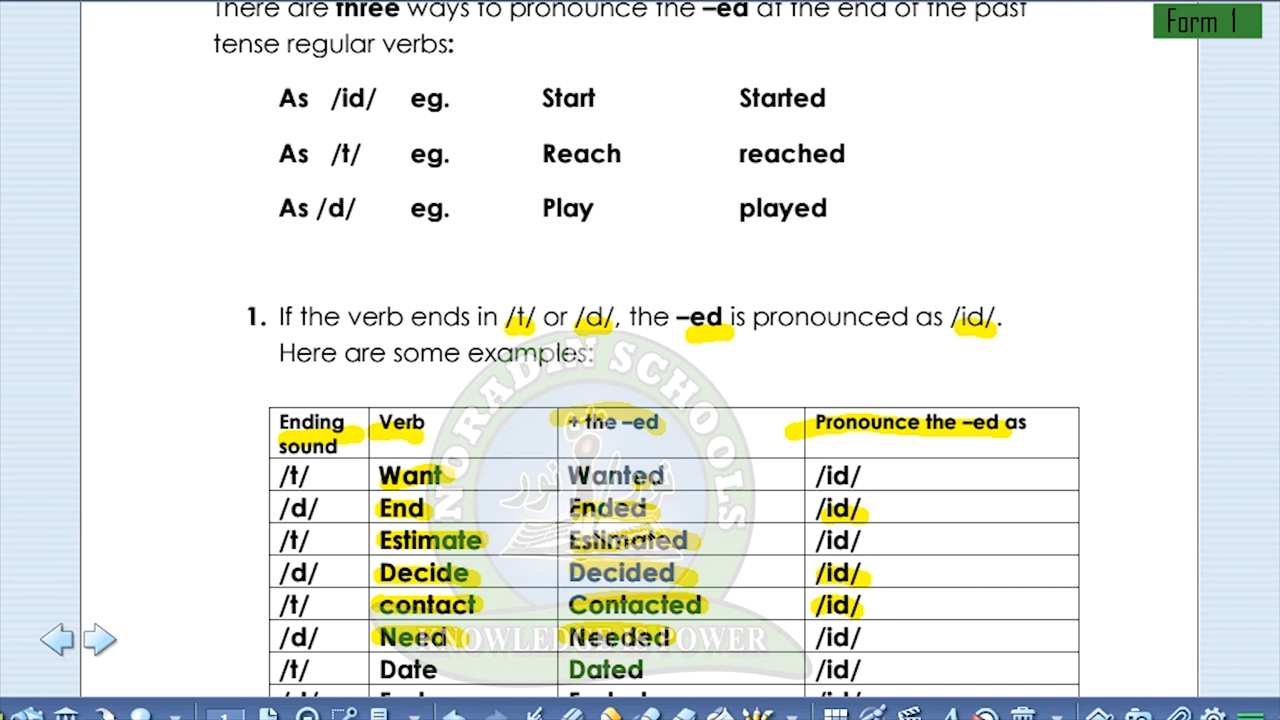 There are three ways to pronounce the –ed at the end of the past
Form 1
tense regular verbs:
As /id/ eg. Start Started
As /t/ eg. Reach reached
As /d/ eg. Play played
1. If the verb ends in /t/ or /d/, the –ed is pronounced as /id/.
Here are some examples:
Ending sound Verb + the –ed Pronounce the –ed as
/t/ Want Wanted /id/
/d/ End Ended /id/
/t/ Estimate Estimated /id/
/d/ Decide Decided /id/
/t/ contact Contacted /id/
/d/ Need Needed /id/
/t/ Date Dated /id/
NORADIN SCHOOLS
KNOWLEDGE IS POWER
1